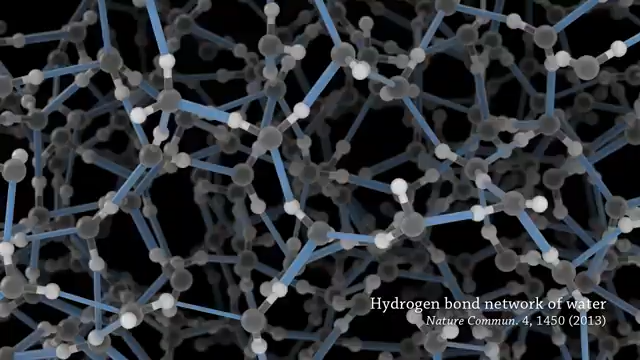 Hydrogen bond network of water
Nature Commun. 4, 1450 (2013)